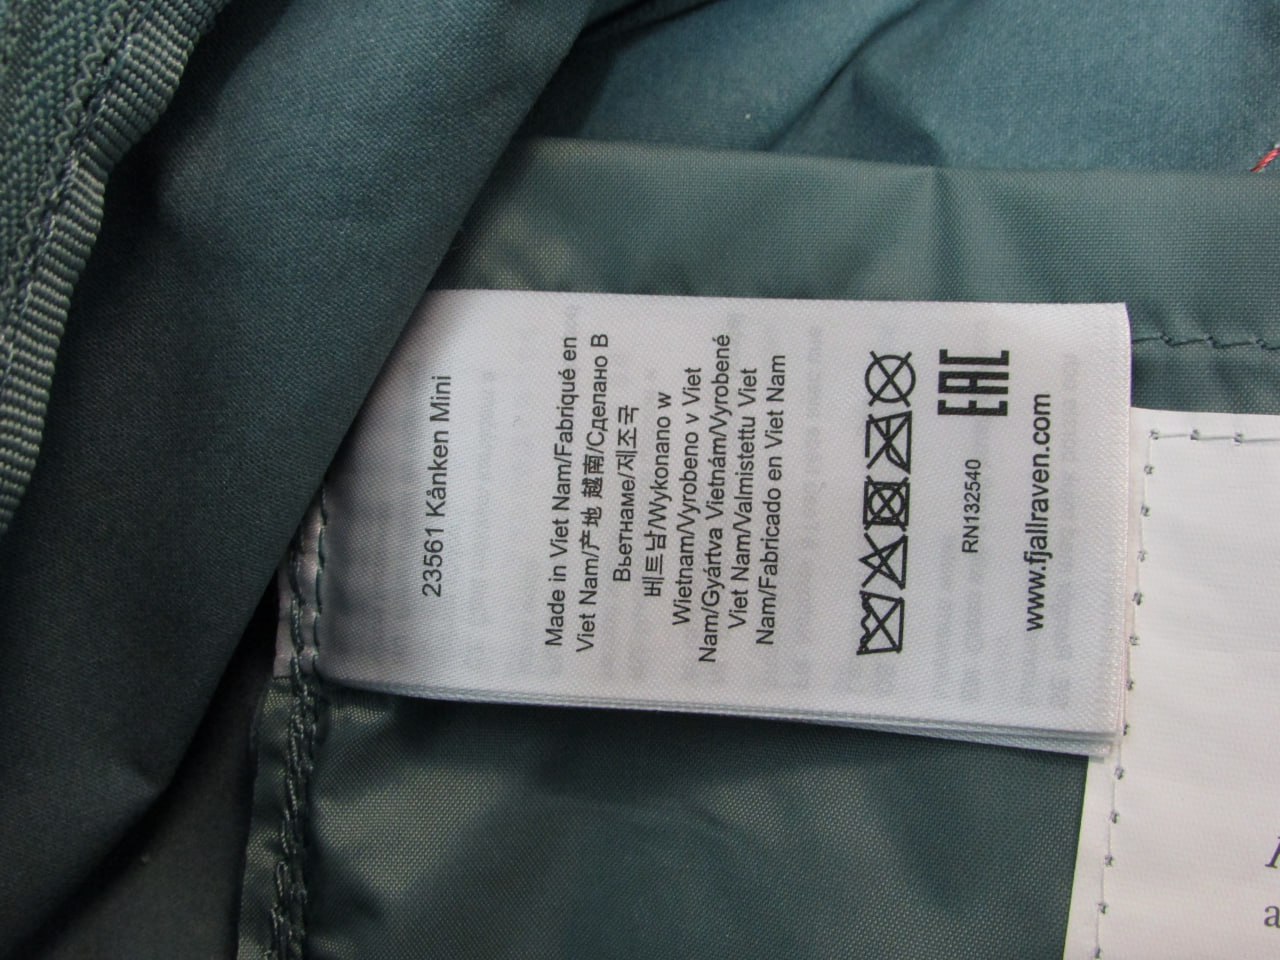 23561 Kånken Mini
Made in Viet Nam/Fabriqué en
Viet Nam/产地 越南/Сделано В
Вьетнаме/제조국
베트남/Wykonano w
Wietnam/Vyrobeno v Viet
Nam/Gyártva Vietnám/Vyrobené
Viet Nam/Valmistettu Viet
Nam/Fabricado en Viet Nam
EAC
RN132540
www.fjallraven.com
a